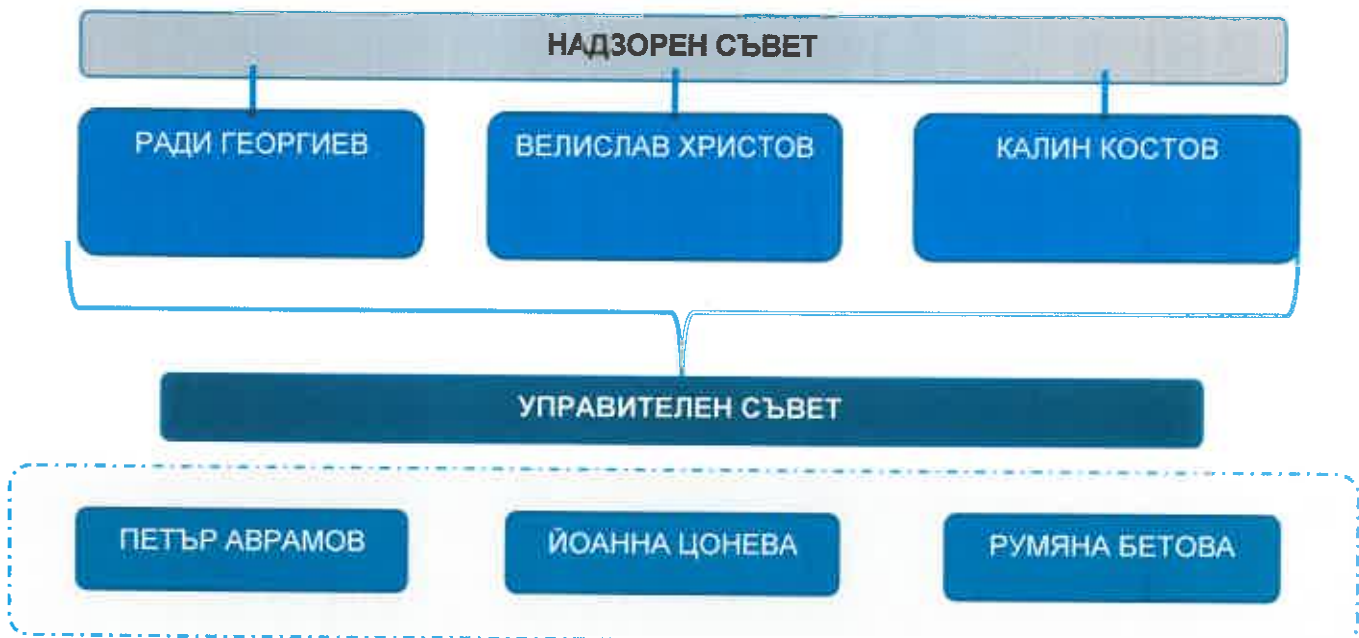 НАДЗОРЕН СЪВЕТ
РАДИ ГЕОРГИЕВ
ВЕЛИСЛАВ ХРИСТОВ
КАЛИН КОСТОВ
УПРАВИТЕЛЕН СЪВЕТ
ПЕТЪР АВРАМОВ
ЙОАННА ЦОНЕВА
РУМЯНА БЕТОВА